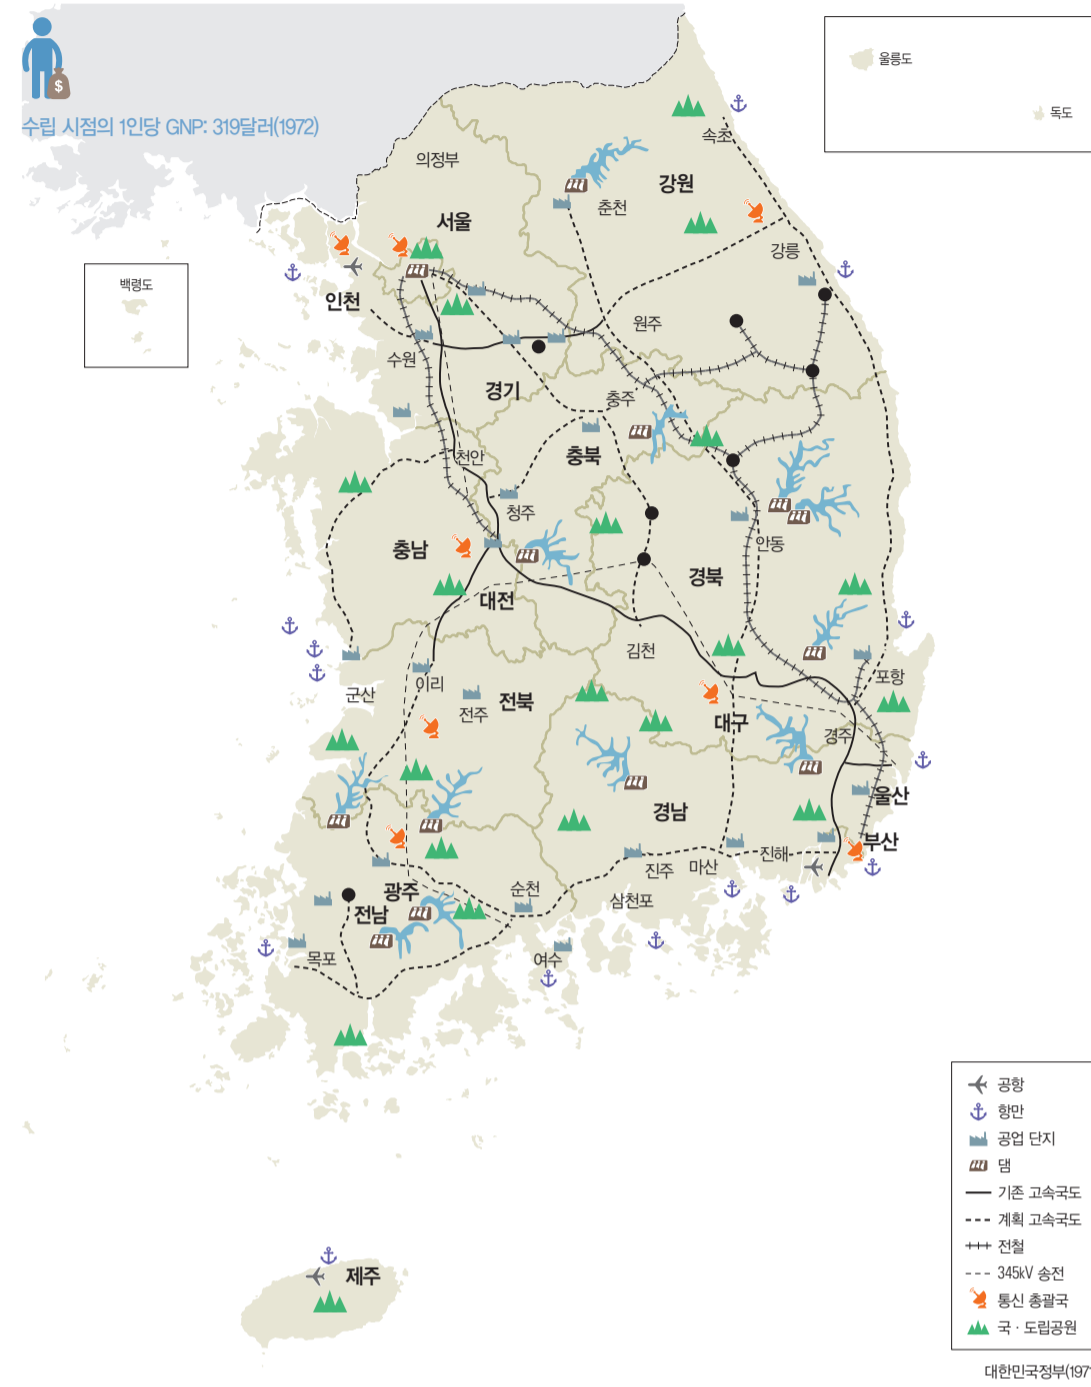 $
수립 시점의 1인당 GNP: 319달러(1972)
울릉도
독도
백령도
의정부
속초
강원
춘천
서울
강릉
인천
원주
수원
경기
충주
충북
천안
청주
충남
안동
대전
경북
김천
이리
포항
군산
전북
전주
대구
경주
울산
경남
부산
진해
마산
진주
광주
순천
삼천포
전남
목포
여수
제주
공항
항만
공업 단지
댐
기존 고속국도
계획 고속국도
전철
345kV 송전
통신 총괄국
국·도립공원
대한민국정부(197